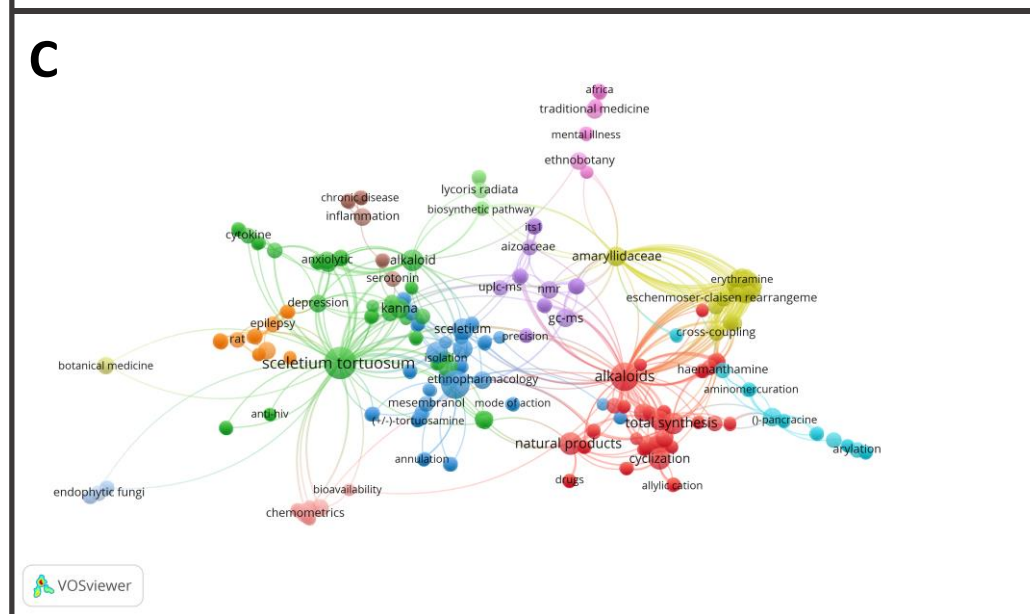 C
africa
traditional medicine
mental illness
ethnobotany
lycoris radiata
chronic disease
biosynthetic pathway
inflammation
its1
cytokine
aizoaceae
anxiolytic
alkaloid
amaryllidaceae
serotonin
erythramine
uplc-ms
nmr
eschenmoser-claisen rearrangeme
depression
kanna
gc-ms
epilepsy
sceletium
cross-coupling
rat
precision
isolation
sceletium tortuosum
botanical medicine
haemanthamine
ethnopharmacology
alkaloids
aminomercuration
mesembranol
mode of action
anti-hiv
(+/-)-tortuosamine
total synthesis
()-pancracine
natural products
arylation
annulation
cyclization
drugs
allylic cation
endophytic fungi
bioavailability
chemometrics
VOSviewer